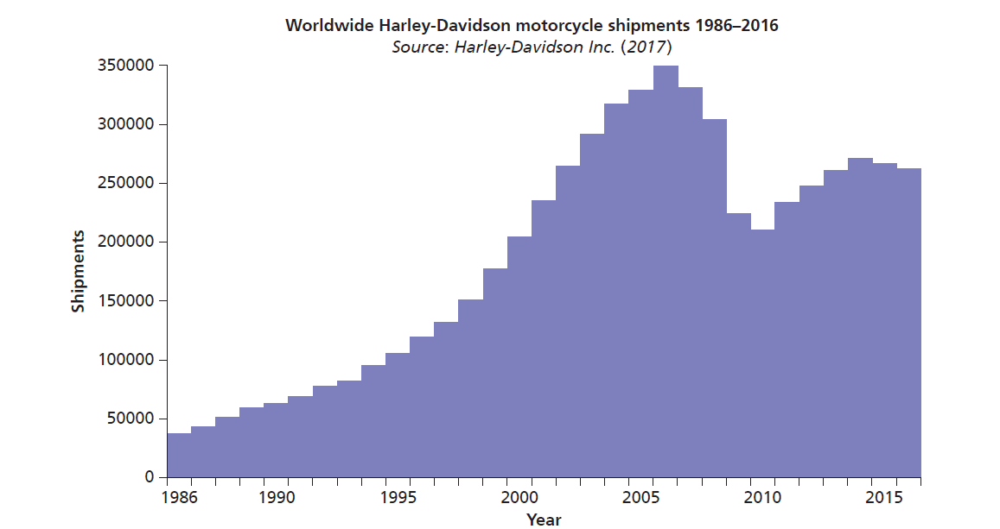 Worldwide Harley-Davidson motorcycle shipments 1986–2016
Source: Harley-Davidson Inc. (2017)
350000
300000
250000
200000
150000
100000
50000
0
Shipments
1986 1990 1995 2000 2005 2010 2015
Year